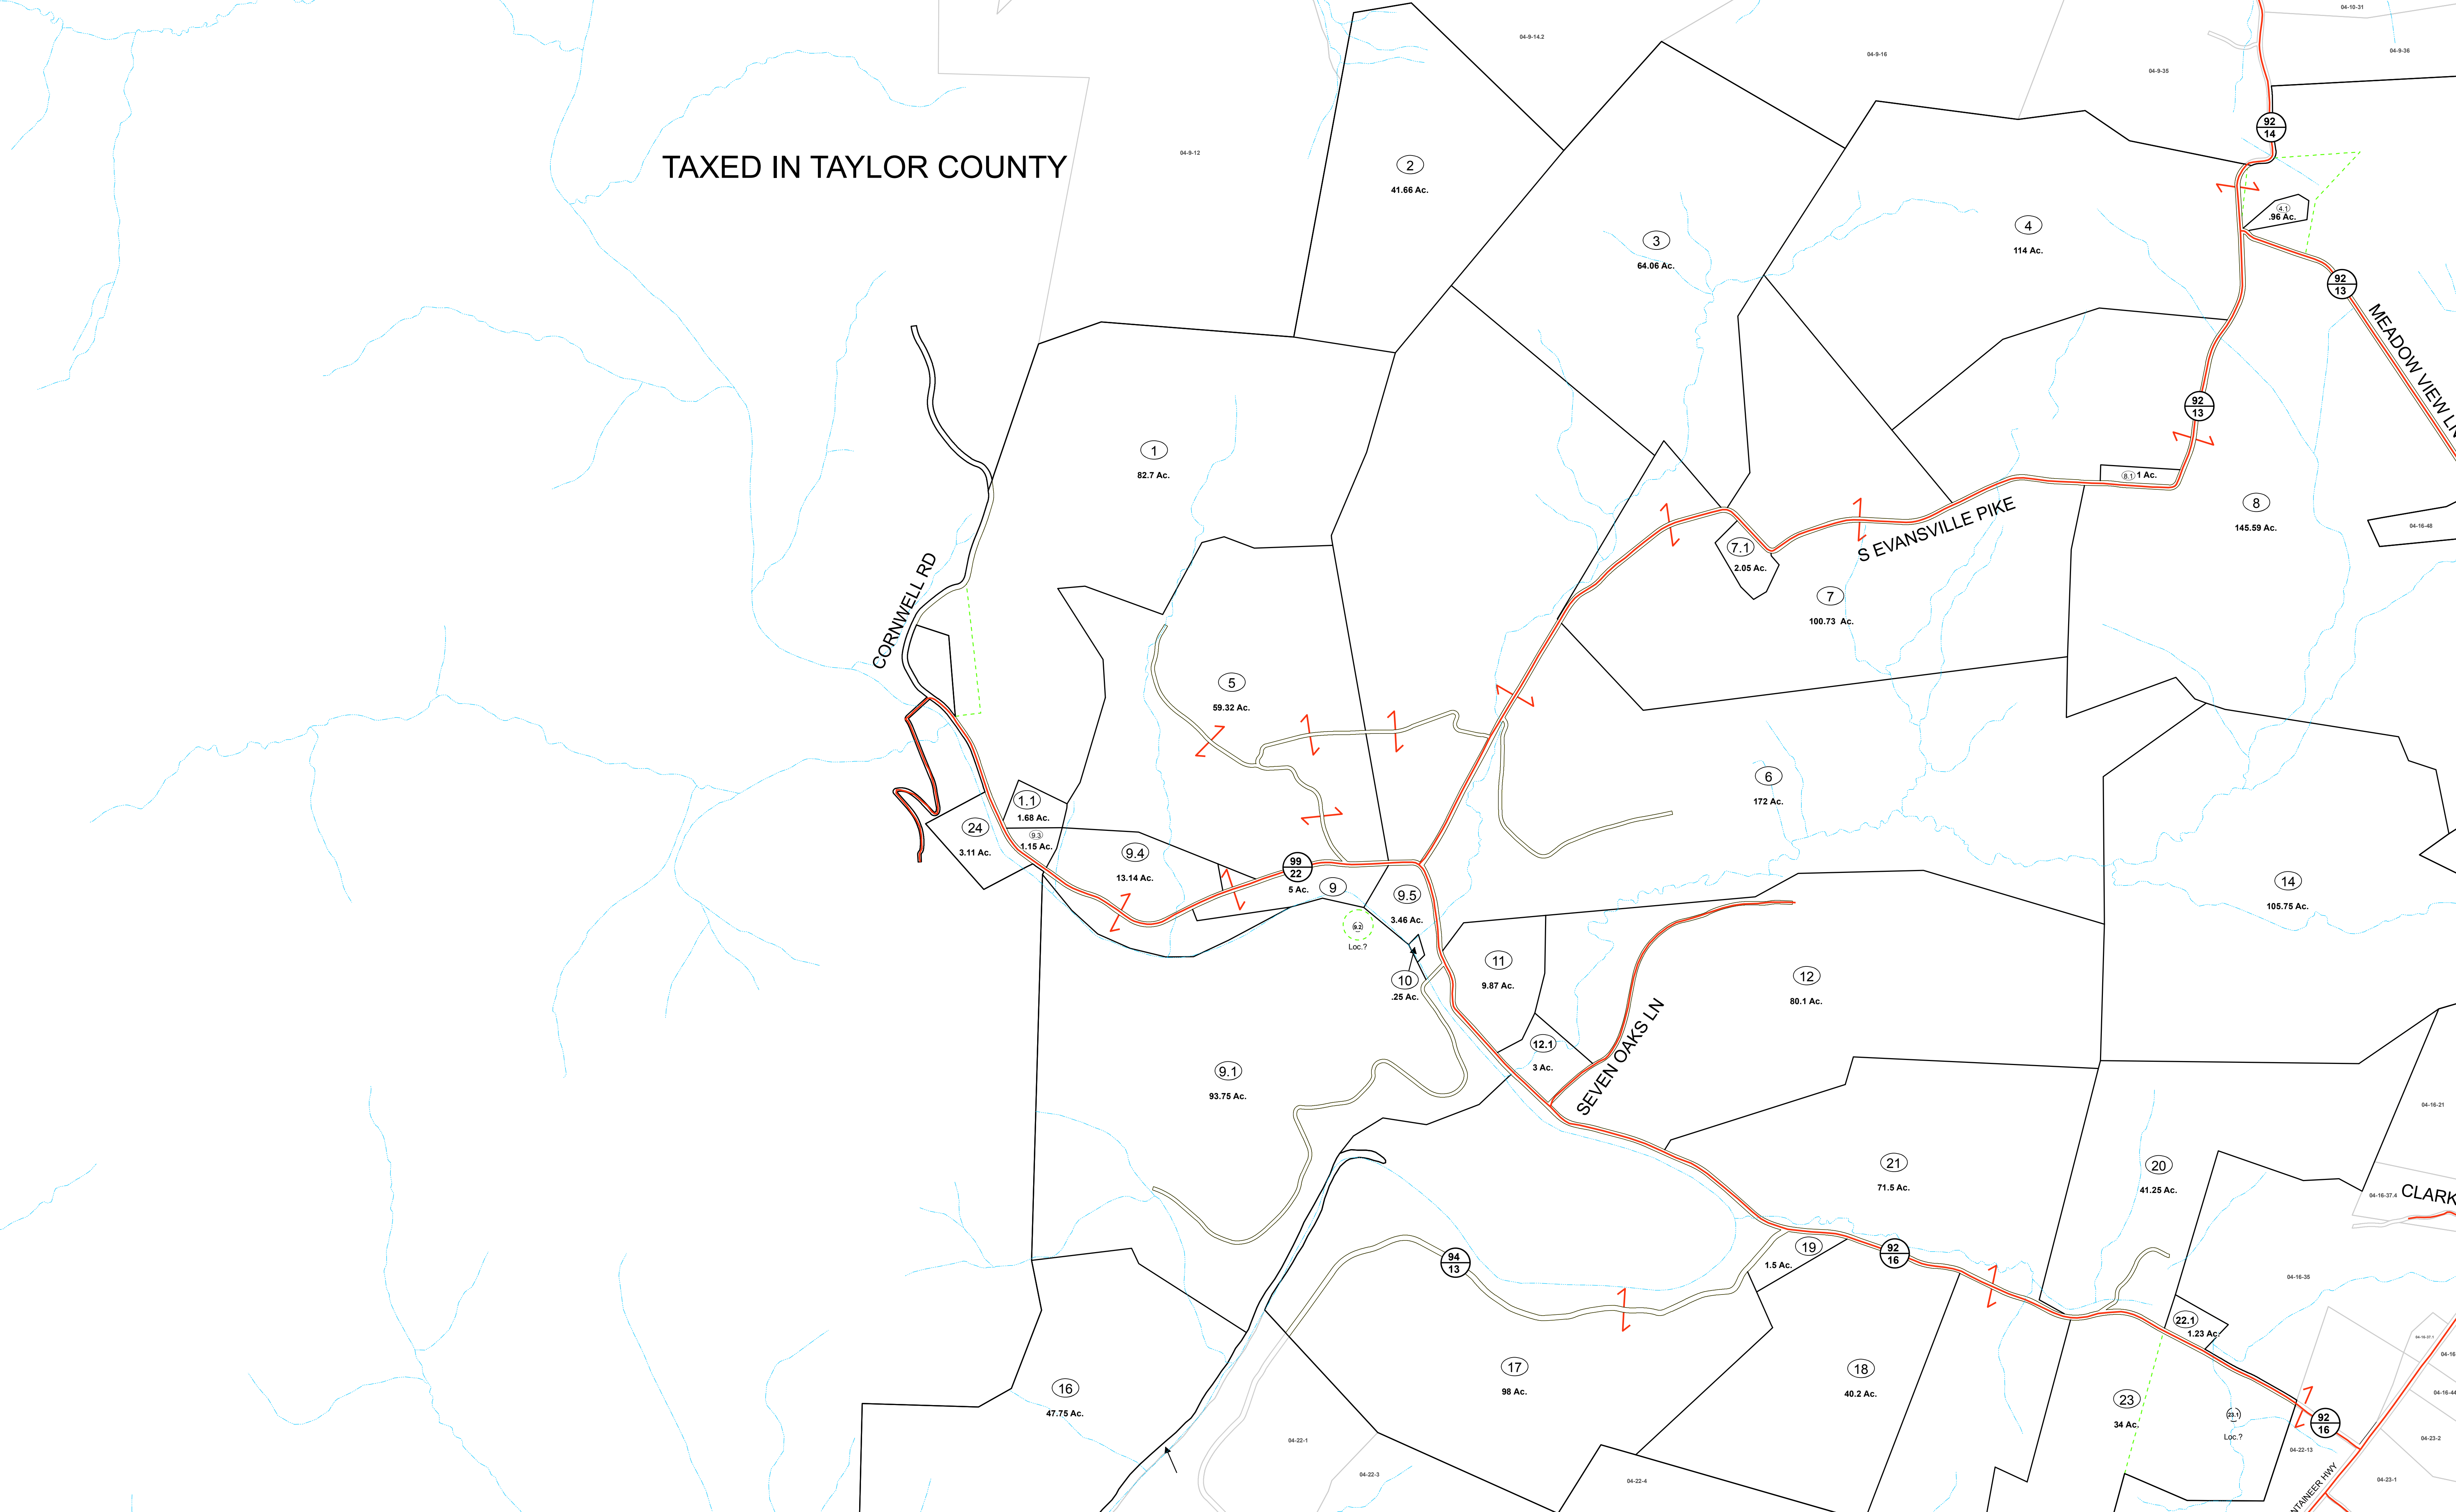 04-10-31
04-9-14.2
04-9-16
04-9-36
04-9-35
92
14
TAXED IN TAYLOR COUNTY
04-9-12
2
41.66 Ac.
4.1
.96 Ac.
4
114 Ac.
3
64.06 Ac.
92
13
MEADOW VIEW LN
92
13
1
82.7 Ac.
8.1
1 Ac.
8
145.59 Ac.
04-16-48
S EVANSVILLE PIKE
7.1
2.05 Ac.
7
100.73 Ac.
CORNWELL RD
5
59.32 Ac.
6
172 Ac.
1.1
1.68 Ac.
24
3.11 Ac.
9.3
1.15 Ac.
9.4
13.14 Ac.
99
22
5 Ac.
9
9.5
3.46 Ac.
9.2
Loc.?
14
105.75 Ac.
10
.25 Ac.
11
9.87 Ac.
12
80.1 Ac.
SEVEN OAKS LN
12.1
3 Ac.
9.1
93.75 Ac.
04-16-21
21
71.5 Ac.
20
41.25 Ac.
04-16-37.4
CLARK
19
1.5 Ac.
92
16
94
13
04-16-35
22.1
1.23 Ac.
04-16-37.1
04-16
17
98 Ac.
18
40.2 Ac.
16
47.75 Ac.
04-16-44
23
34 Ac.
23.1
Loc.?
92
16
04-22-1
04-22-3
04-22-4
04-22-13
04-23-2
04-23-1
NTAINEER HWY